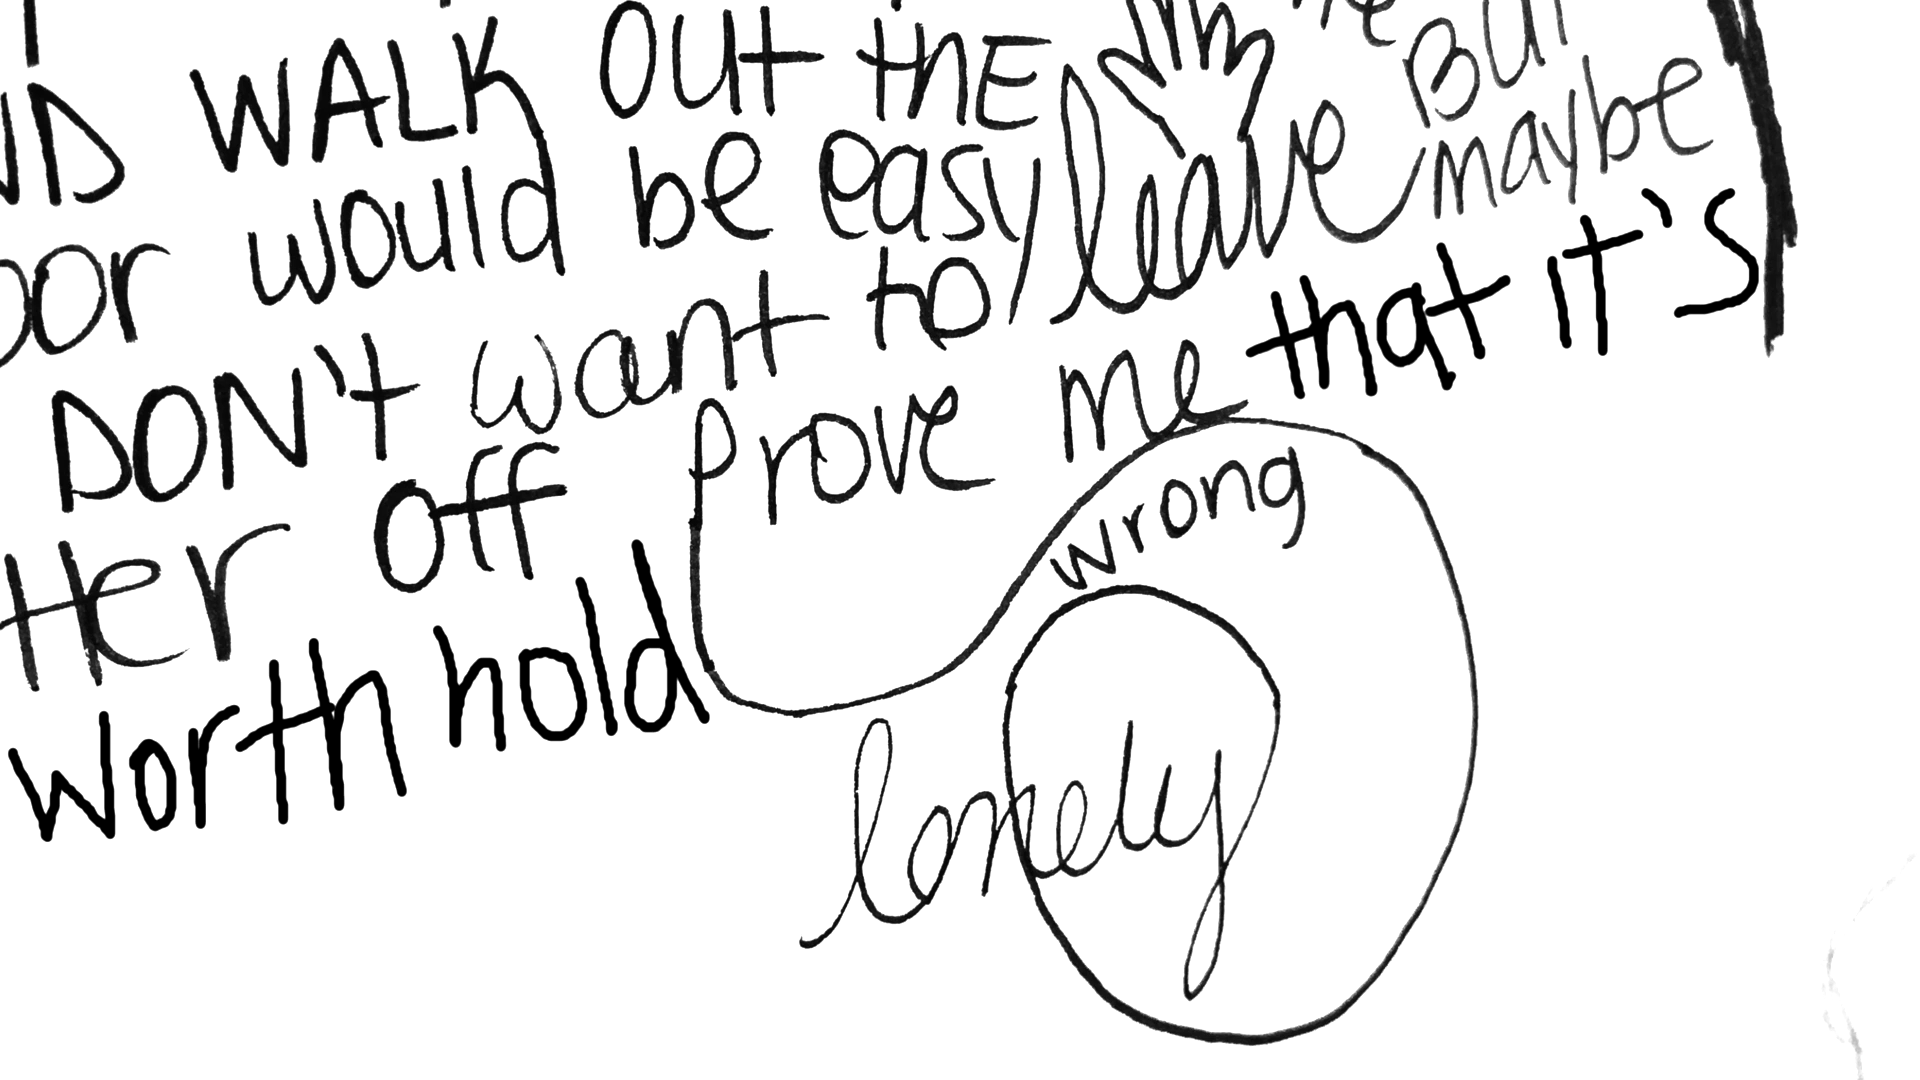 ND WALK OUt thE
oor would be easy leave But
DON't want to maybe
Her off Prove me that it's
worth hold wrong
lonely